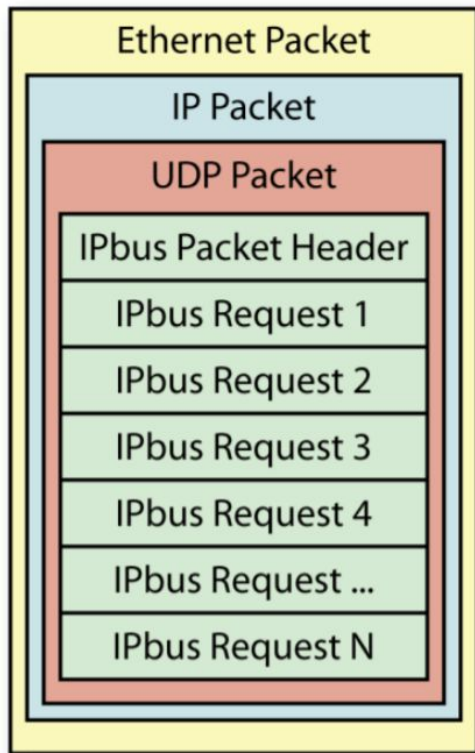 Ethernet Packet
IP Packet
UDP Packet
IPbus Packet Header
IPbus Request 1
IPbus Request 2
IPbus Request 3
IPbus Request 4
IPbus Request ...
IPbus Request N